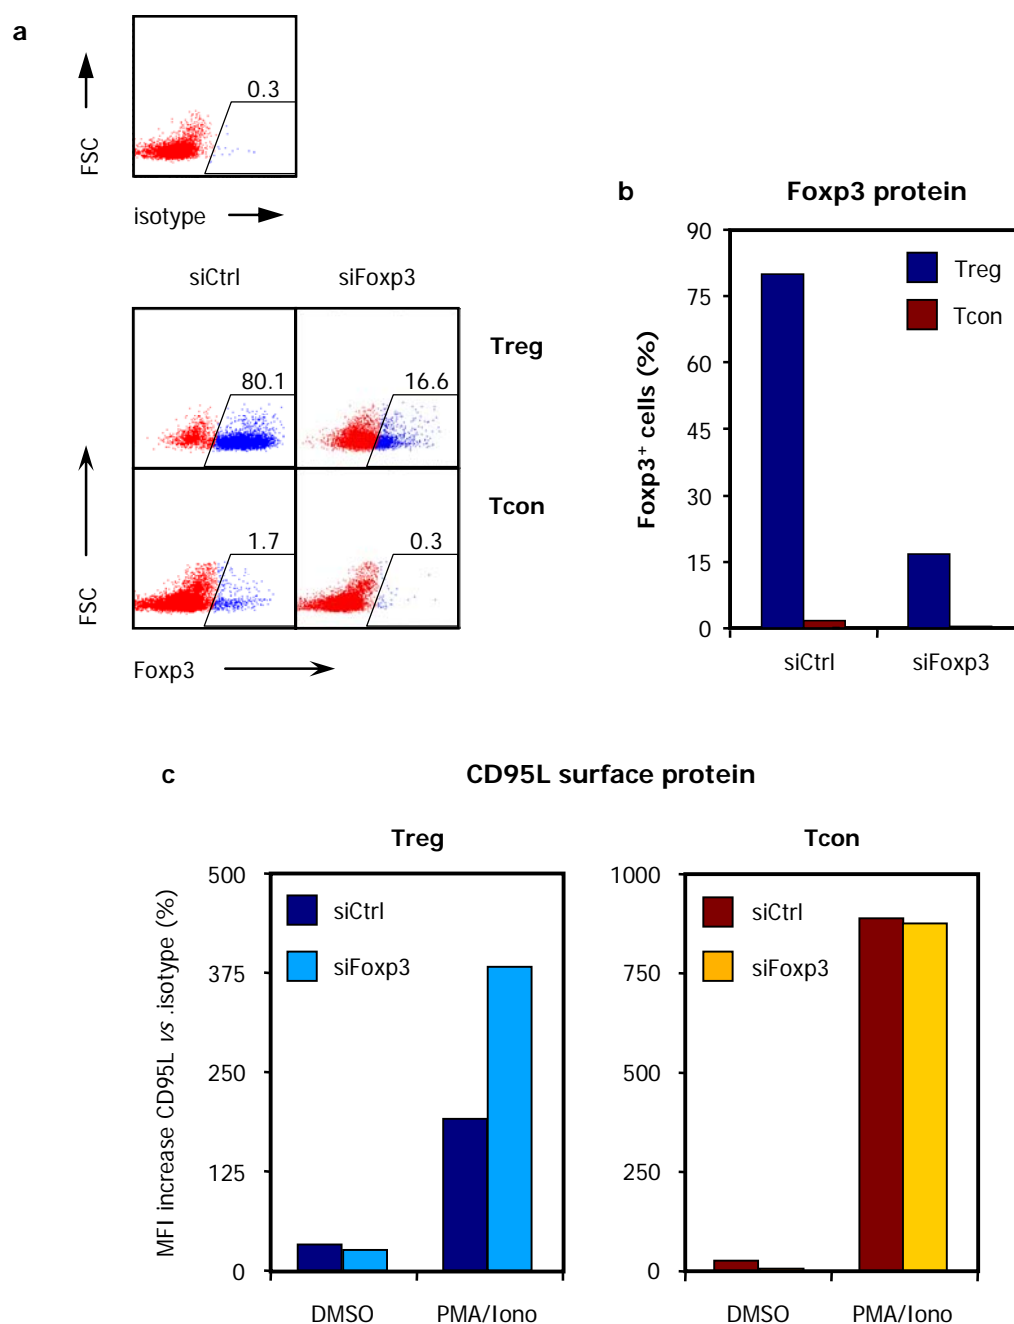 a
0.3
FSC
isotype
siCtrl siFoxp3
Treg
80.1 16.6
Tcon
1.7 0.3
FSC
Foxp3
b Foxp3 protein
90
75
60
45
30
15
0
Foxp3⁺ cells (%)
Treg
Tcon
siCtrl siFoxp3
c CD95L surface protein
Treg
500
375
250
125
0
MFI increase CD95L vs .isotype (%)
siCtrl
siFoxp3
DMSO PMA/Iono
Tcon
1000
750
500
250
0
siCtrl
siFoxp3
DMSO PMA/Iono